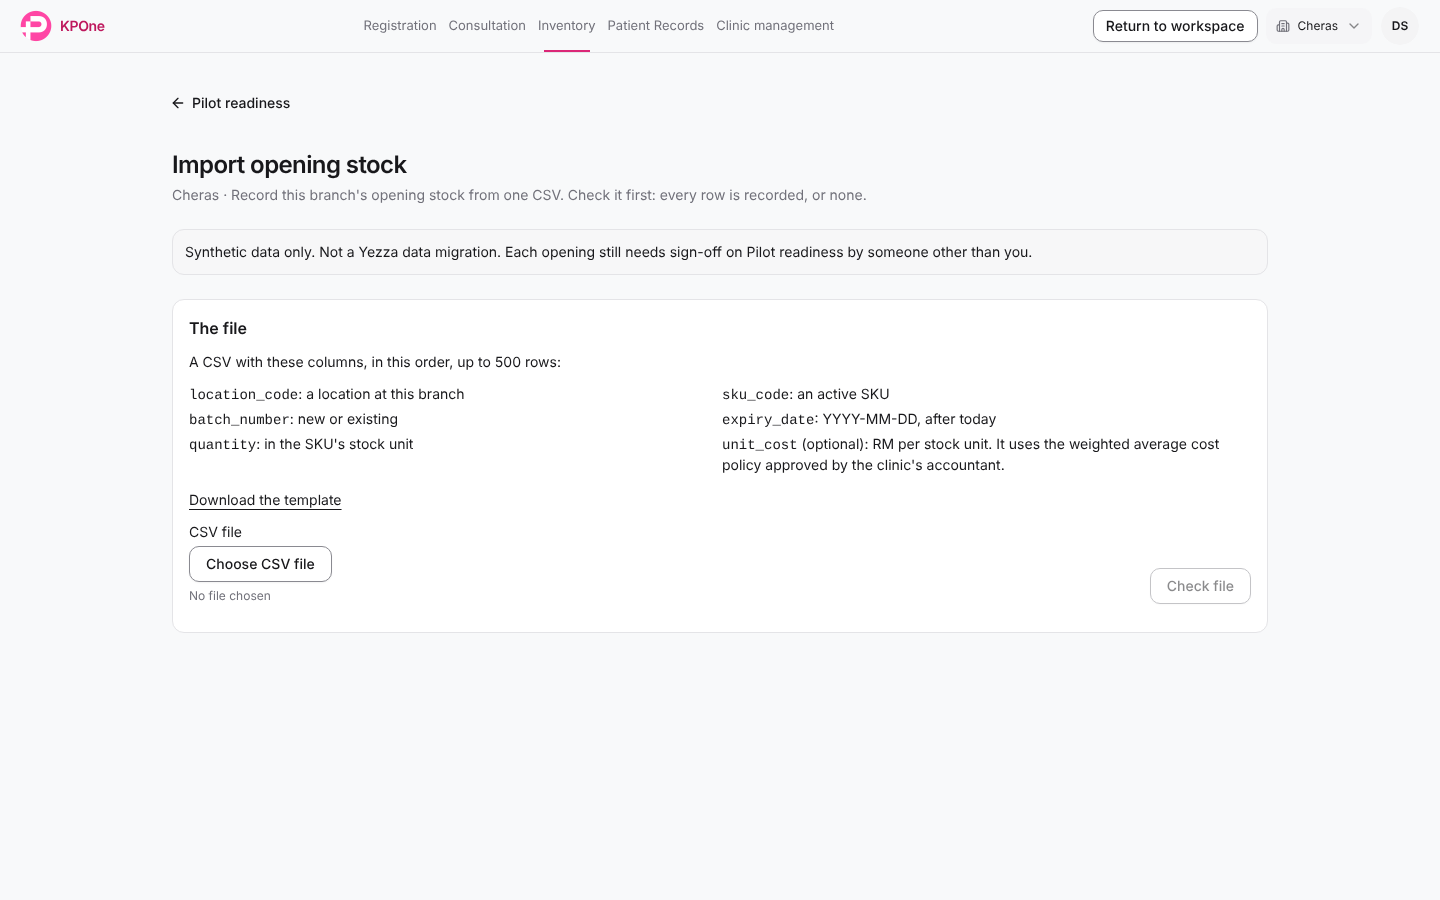 KPOne
Registration
Consultation
Inventory
Patient Records
Clinic management
Return to workspace
Cheras
DS
Pilot readiness
Import opening stock
Cheras · Record this branch's opening stock from one CSV. Check it first: every row is recorded, or none.
Synthetic data only. Not a Yezza data migration. Each opening still needs sign-off on Pilot readiness by someone other than you.
The file
A CSV with these columns, in this order, up to 500 rows:
location_code: a location at this branch
sku_code: an active SKU
batch_number: new or existing
expiry_date: YYYY-MM-DD, after today
quantity: in the SKU's stock unit
unit_cost (optional): RM per stock unit. It uses the weighted average cost
policy approved by the clinic's accountant.
Download the template
CSV file
Choose CSV file
No file chosen
Check file